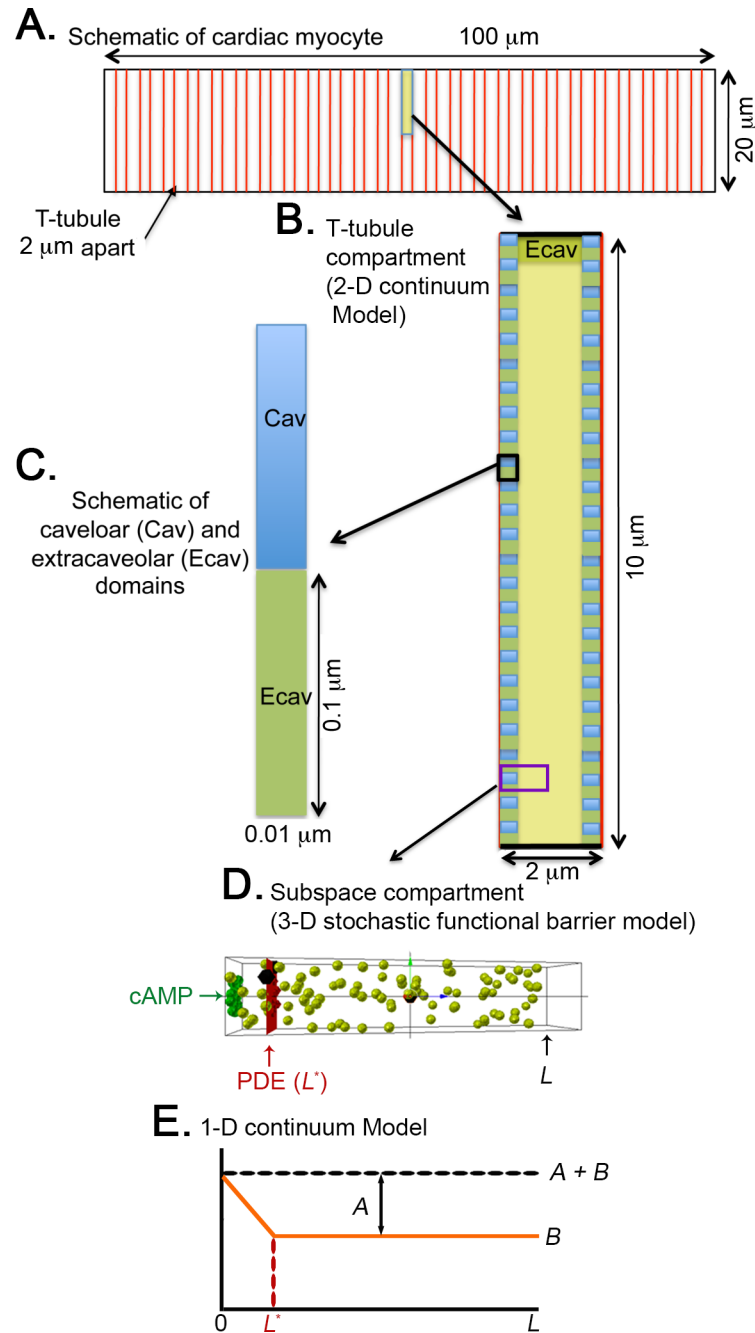 A. Schematic of cardiac myocyte
100 μm
20 μm
T-tubule
2 μm apart
B. T-tubule
compartment
(2-D continuum
Model)
Ecav
10 μm
2 μm
Cav
C.
Schematic of
caveloar (Cav) and
extracaveolar (Ecav)
domains
Ecav
0.1 μm
0.01 μm
D. Subspace compartment
(3-D stochastic functional barrier model)
cAMP →
↑
PDE (L*)
↑
L
E. 1-D continuum Model
A + B
A
B
0
L*
L